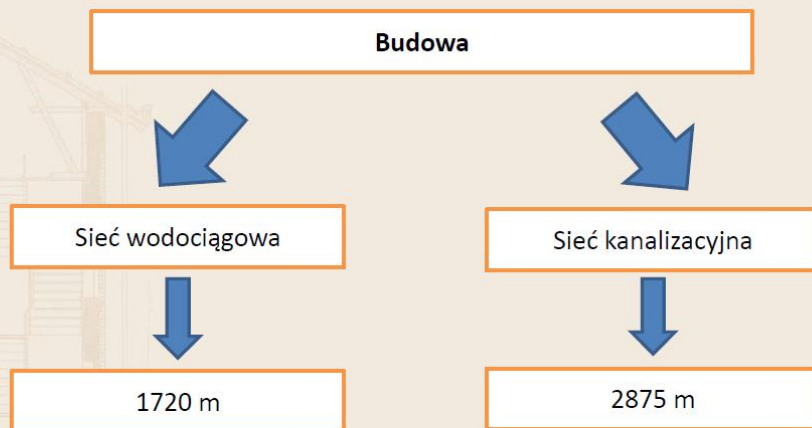 Budowa
Sieć wodociągowa
Sieć kanalizacyjna
1720 m
2875 m